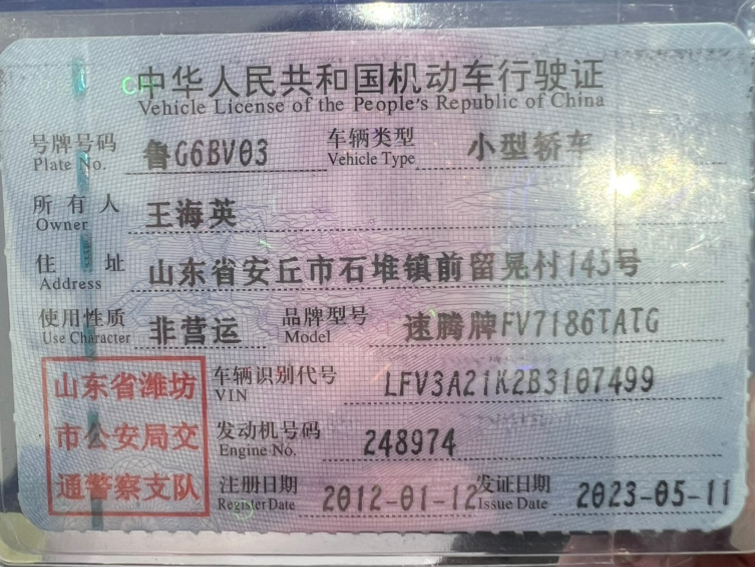 中华人民共和国机动车行驶证
Vehicle License of the People's Republic of China
号牌号码 鲁G6BV03 车辆类型 小型轿车
Plate No. Vehicle Type
所有人 王海英
Owner
住址 山东省安丘市石堆镇前留晃村145号
Address
使用性质 非营运 品牌型号 速腾牌FV7186TATG
Use Character Model
山东省潍坊 车辆识别代号 LFV3A21K2B3107499
VIN
市公安局交 发动机号码 248974
Engine No.
通警察支队 注册日期 2012-01-12 发证日期 2023-05-11
Register Date Issue Date